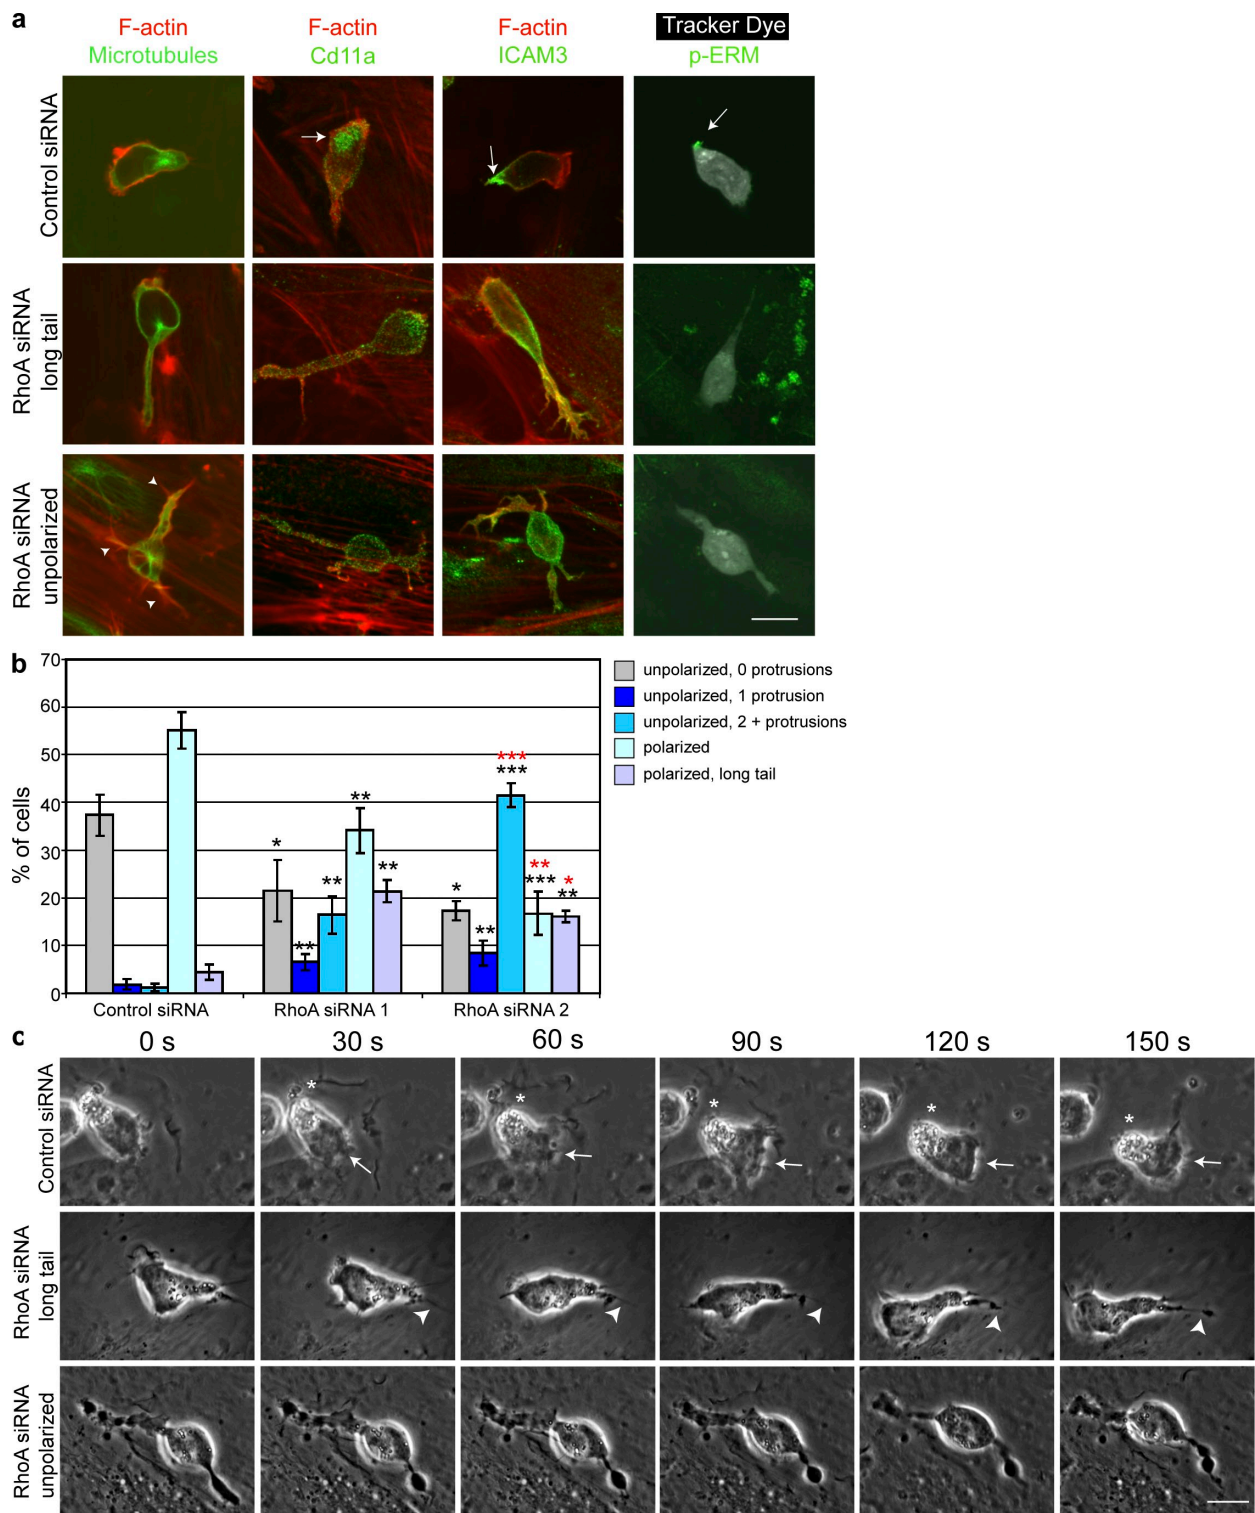 a
F-actin F-actin F-actin Tracker Dye
Microtubules Cd11a ICAM3 p-ERM
Control siRNA
RhoA siRNA
long tail
RhoA siRNA
unpolarized
b
70
60
50
40
30
20
10
0
% of cells
* ** ** ** **
* ** *** *** ** *** * **
Control siRNA RhoA siRNA 1 RhoA siRNA 2
unpolarized, 0 protrusions
unpolarized, 1 protrusion
unpolarized, 2 + protrusions
polarized
polarized, long tail
c
0 s 30 s 60 s 90 s 120 s 150 s
Control siRNA
* * * * *
RhoA siRNA
long tail
RhoA siRNA
unpolarized